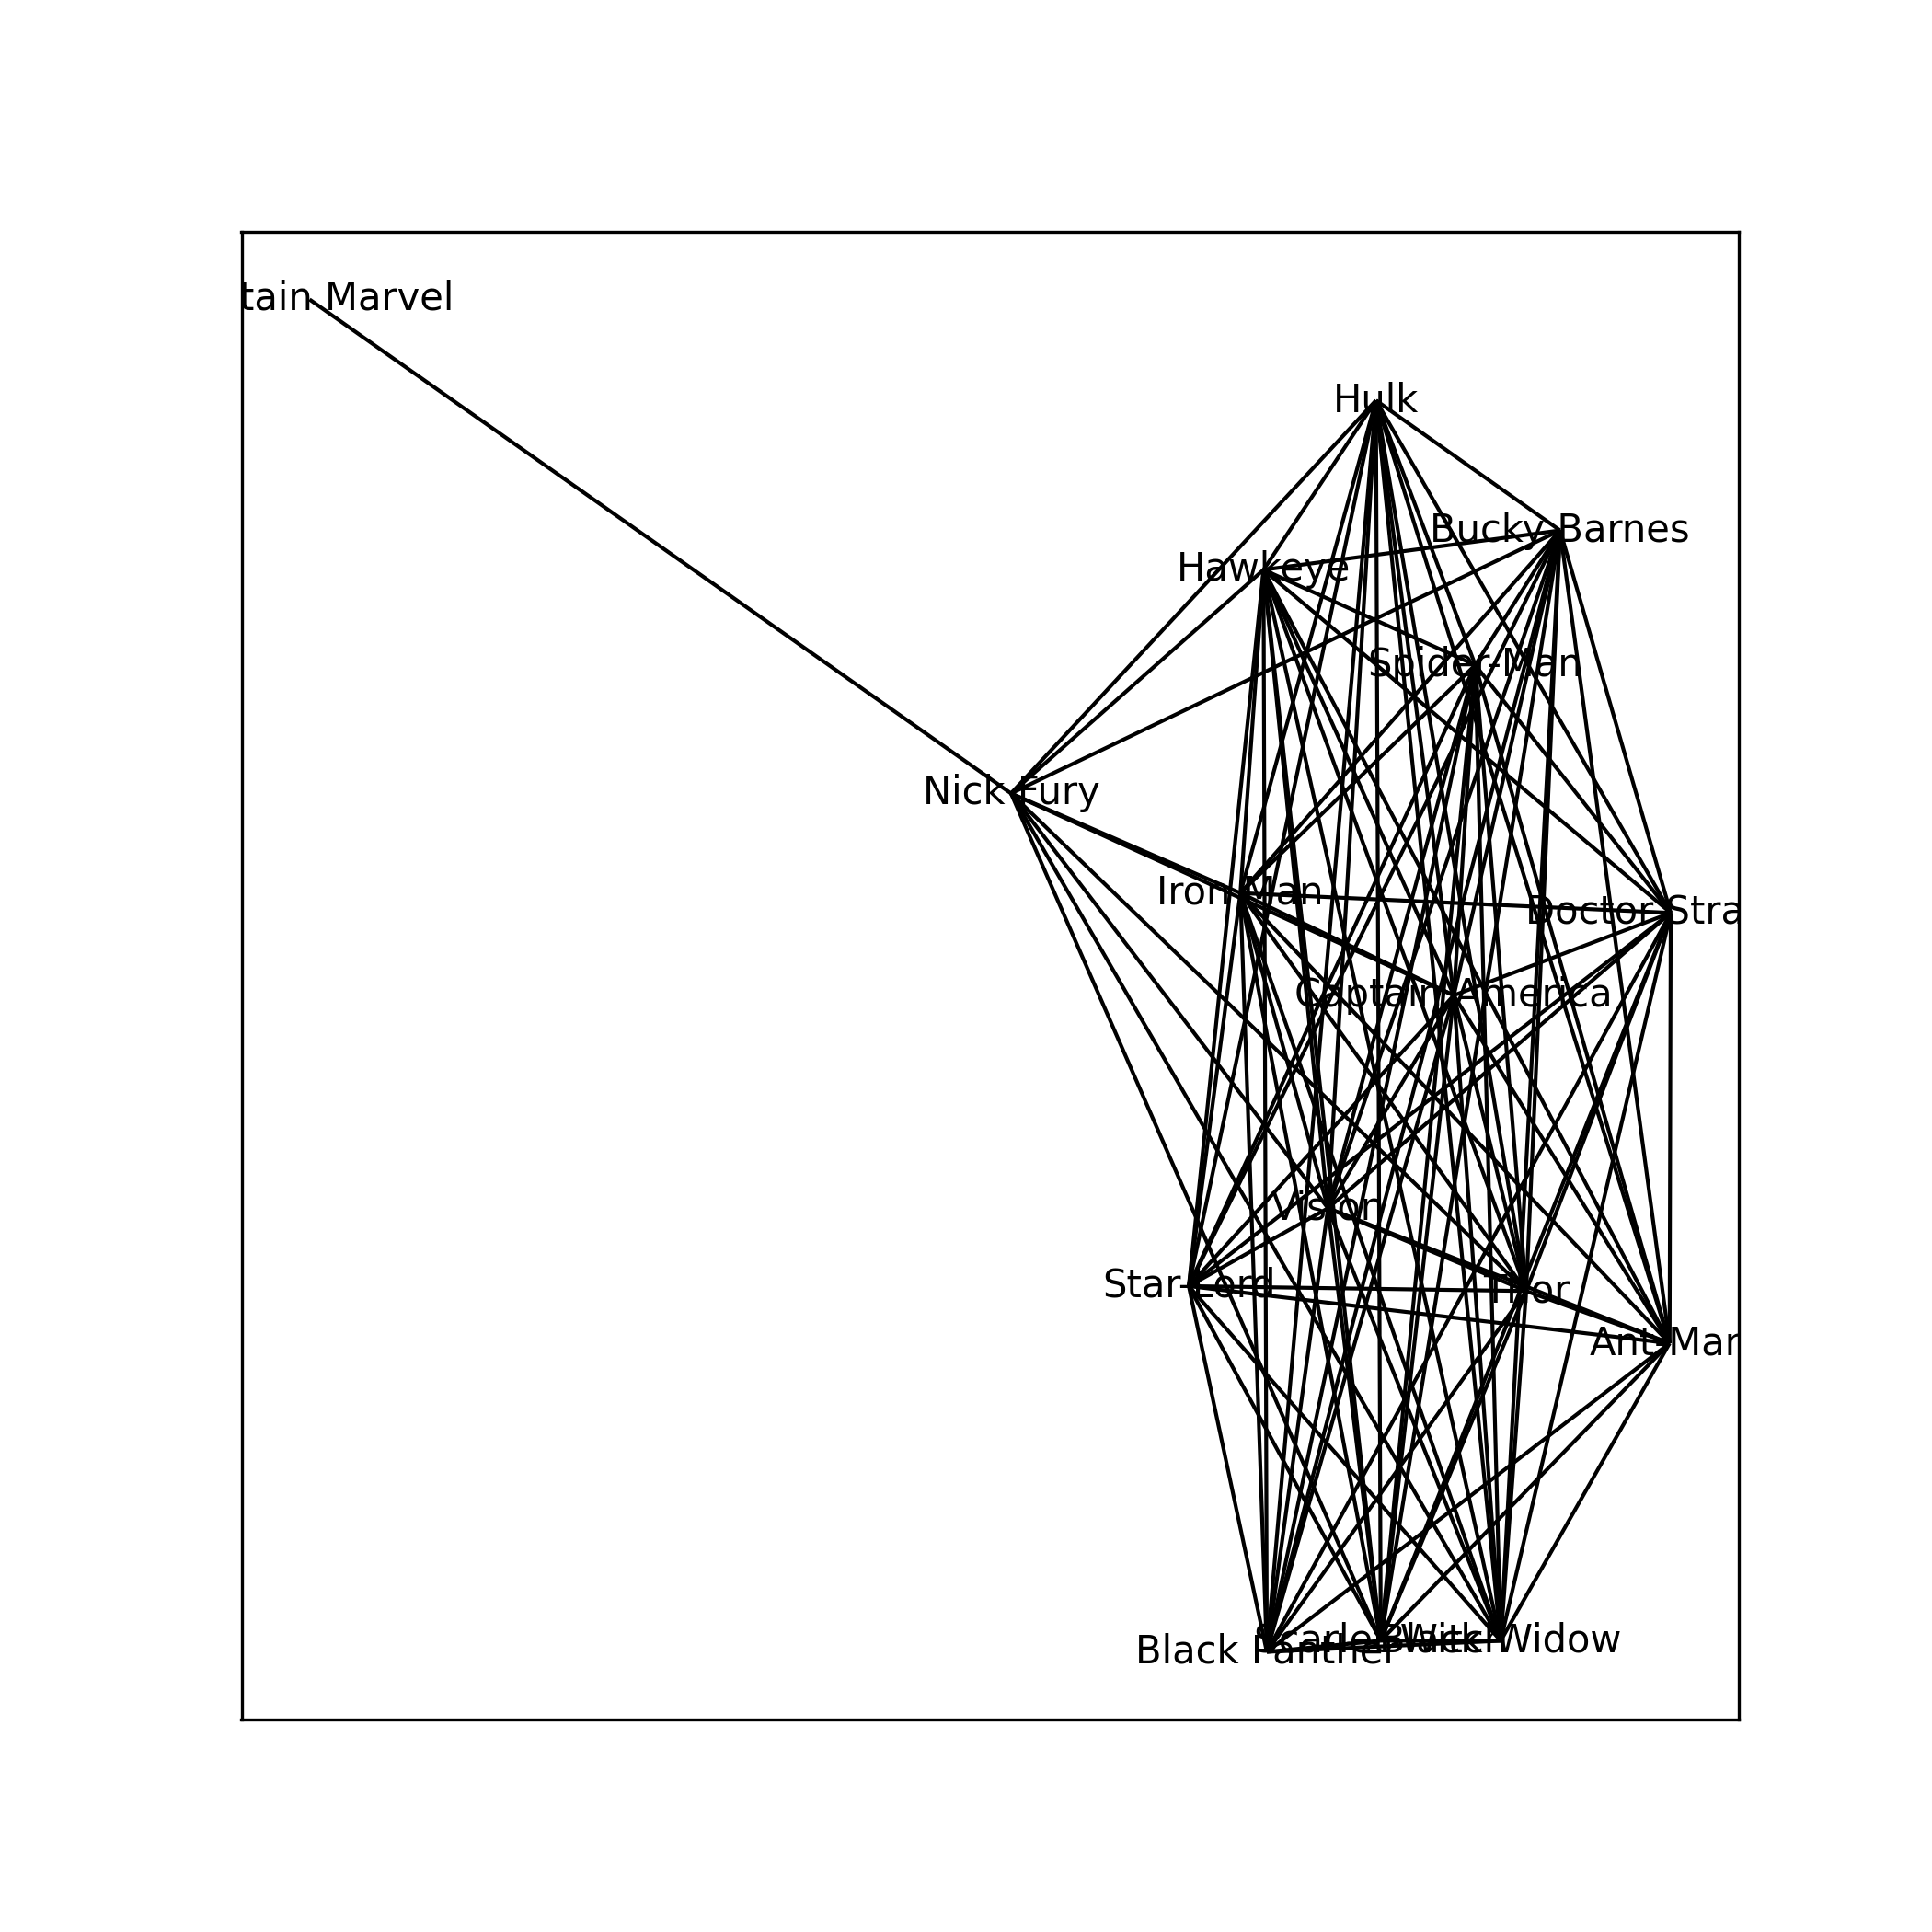 tain Marvel
Hulk
Bucky Barnes
Hawkeye
Spider-Man
Nick Fury
Iron Man
Doctor Stra
Captain America
Vision
Star-Lord
Thor
Ant-Man
Black Panther
Scarlet Witch
Black Widow